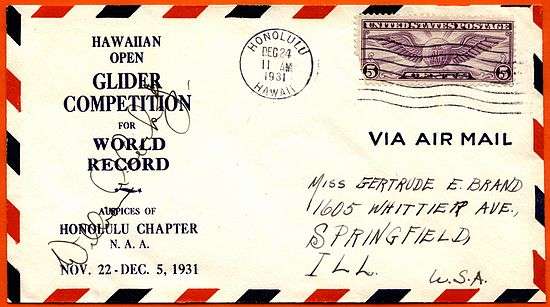 HAWAIIAN
OPEN
GLIDER
COMPETITION
FOR
WORLD
RECORD
AUSPICES OF
HONOLULU CHAPTER
N. A. A.
NOV. 22 - DEC. 5, 1931
HONOLULU
DEC 24
11 AM
1931
HAWAII
UNITED STATES POSTAGE
5 5
VIA AIR MAIL
MISS GERTRUDE E. BRAND
1605 WHITTIER AVE.,
SPRINGFIELD,
ILL.
U.S.A.